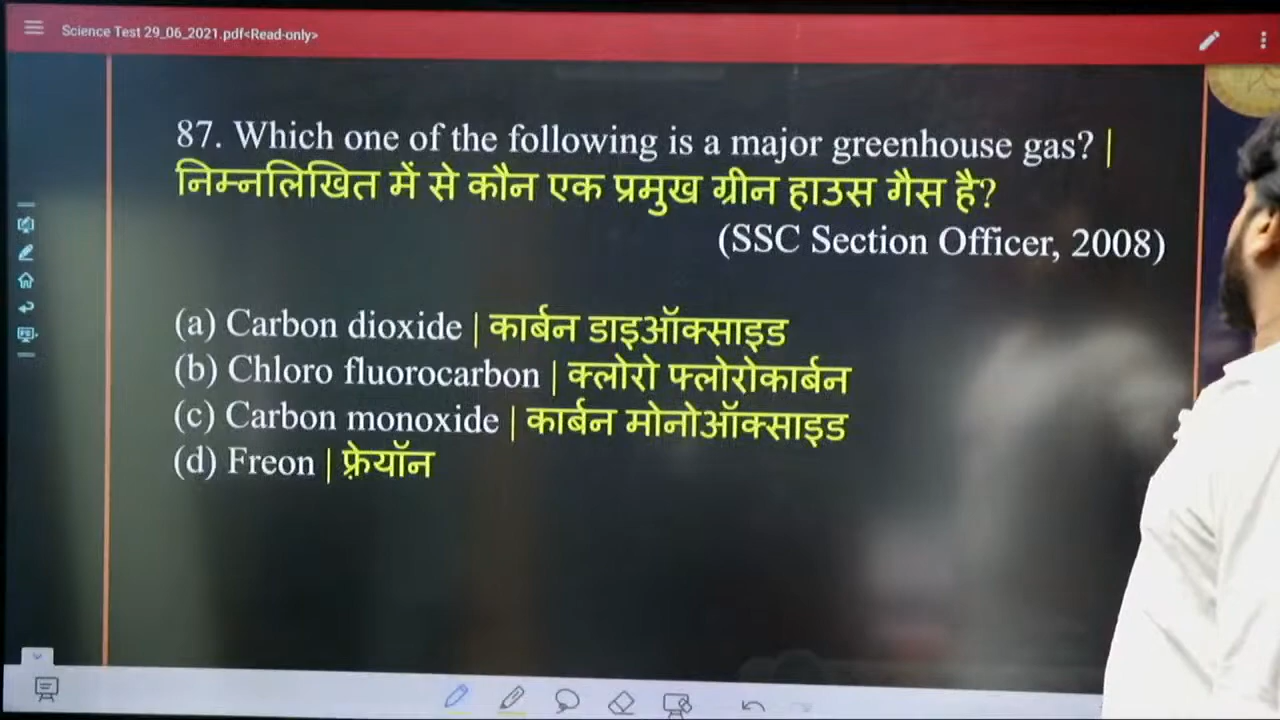 Science Test 29_06_2021.pdf<Read-only>
87. Which one of the following is a major greenhouse gas? |
निम्नलिखित में से कौन एक प्रमुख ग्रीन हाउस गैस है?
(SSC Section Officer, 2008)
(a) Carbon dioxide | कार्बन डाइऑक्साइड
(b) Chloro fluorocarbon | क्लोरो फ्लोरोकार्बन
(c) Carbon monoxide | कार्बन मोनोऑक्साइड
(d) Freon | फ़्रेयॉन